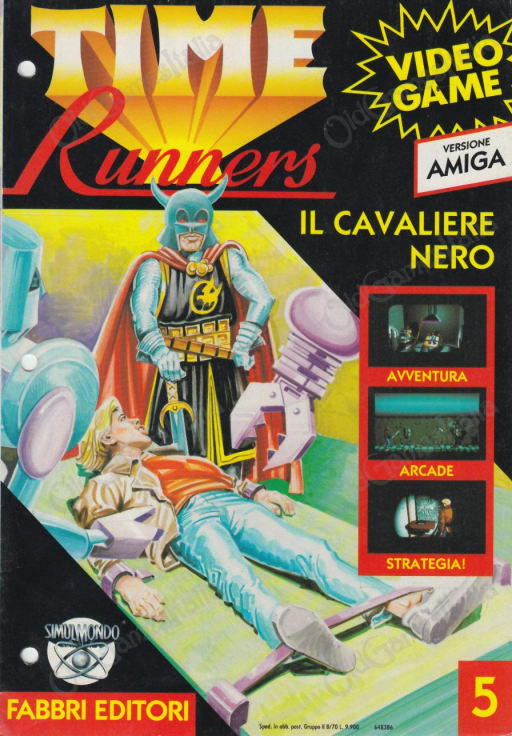 TIME
Runners
VIDEO
GAME
VERSIONE
AMIGA
IL CAVALIERE
NERO
AVVENTURA
ARCADE
STRATEGIA!
SIMULMONDO
FABBRI EDITORI
Sped. in abb. post. Gruppo II B/70 L. 9.900
648386
5
OldGamesItalia